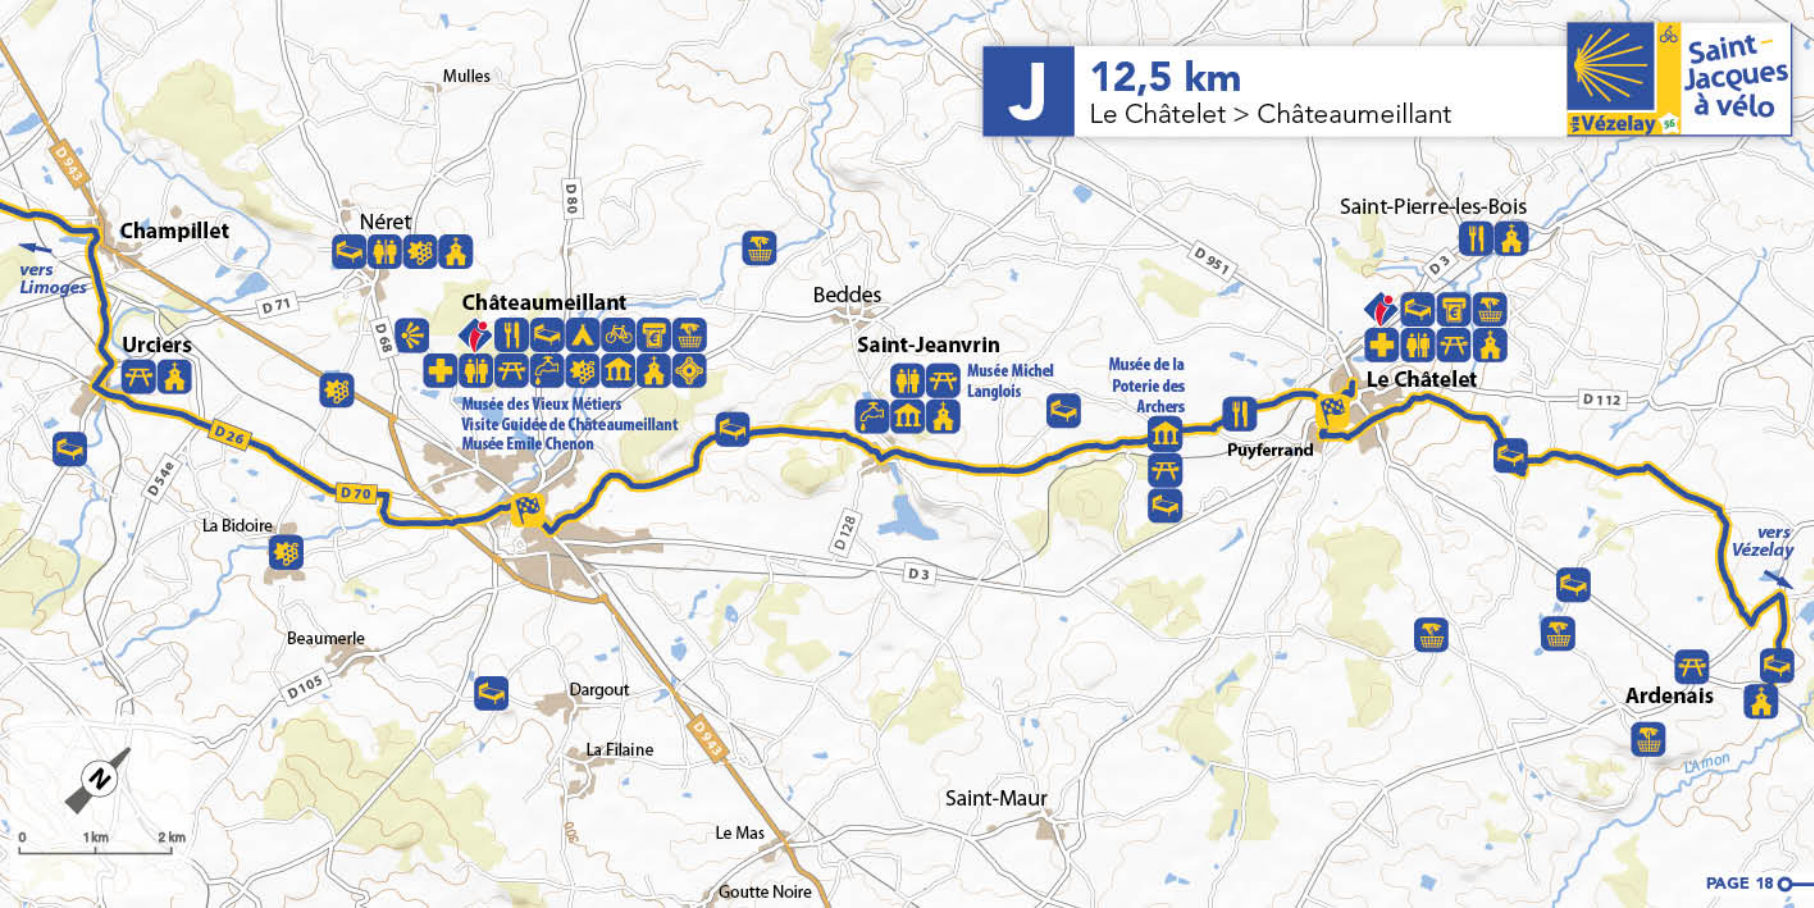 J
12,5 km
Le Châtelet > Châteaumeillant
Saint-
Jacques
à vélo
via
Vézelay
Mulles
D 943
D 80
Champillet
Néret
vers
Limoges
D 71
D 68
Châteaumeillant
Urciers
Musée des Vieux Métiers
Visite Guidée de Châteaumeillant
Musée Emile Chenon
Beddes
Saint-Jeanvrin
Musée Michel
Langlois
Musée de la
Poterie des
Archers
D 951
Saint-Pierre-les-Bois
D 3
Le Châtelet
D 112
Puyferrand
D 26
D 54e
D 70
La Bidoire
D 128
D 3
vers
Vézelay
Beaumerle
D 105
Dargout
La Filaine
D 943
Ardenais
L'Arnon
Saint-Maur
Le Mas
Goutte Noire
300
N
0 1 km 2 km
PAGE 18